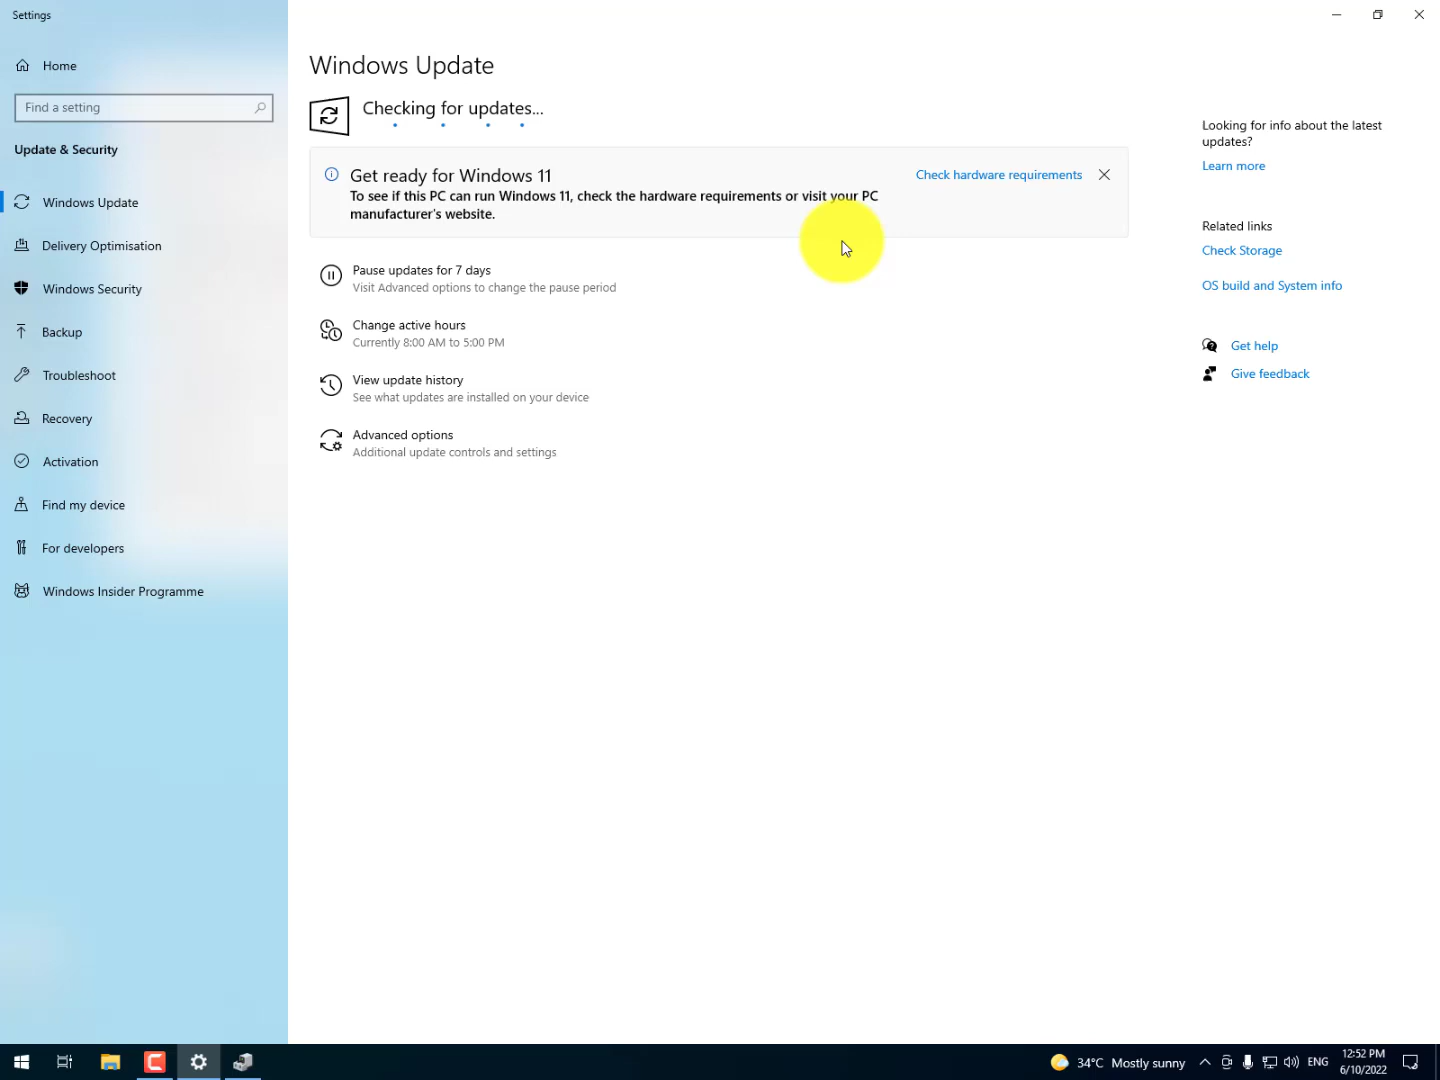 Settings
Home
Find a setting
Update & Security
Windows Update
Delivery Optimisation
Windows Security
Backup
Troubleshoot
Recovery
Activation
Find my device
For developers
Windows Insider Programme
Windows Update
Checking for updates...
Get ready for Windows 11
Check hardware requirements
To see if this PC can run Windows 11, check the hardware requirements or visit your PC
manufacturer's website.
Pause updates for 7 days
Visit Advanced options to change the pause period
Change active hours
Currently 8:00 AM to 5:00 PM
View update history
See what updates are installed on your device
Advanced options
Additional update controls and settings
Looking for info about the latest
updates?
Learn more
Related links
Check Storage
OS build and System info
Get help
Give feedback
34°C Mostly sunny
ENG
12:52 PM
6/10/2022